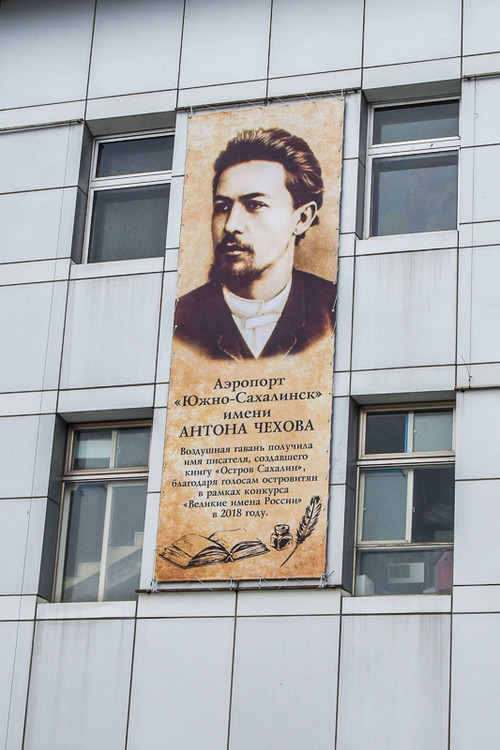 Аэропорт
«Южно-Сахалинск»
имени
АНТОНА ЧЕХОВА
Воздушная гавань получила
имя писателя, создавшего
книгу «Остров Сахалин»,
благодаря голосам островитян
в рамках конкурса
«Великие имена России»
в 2018 году.